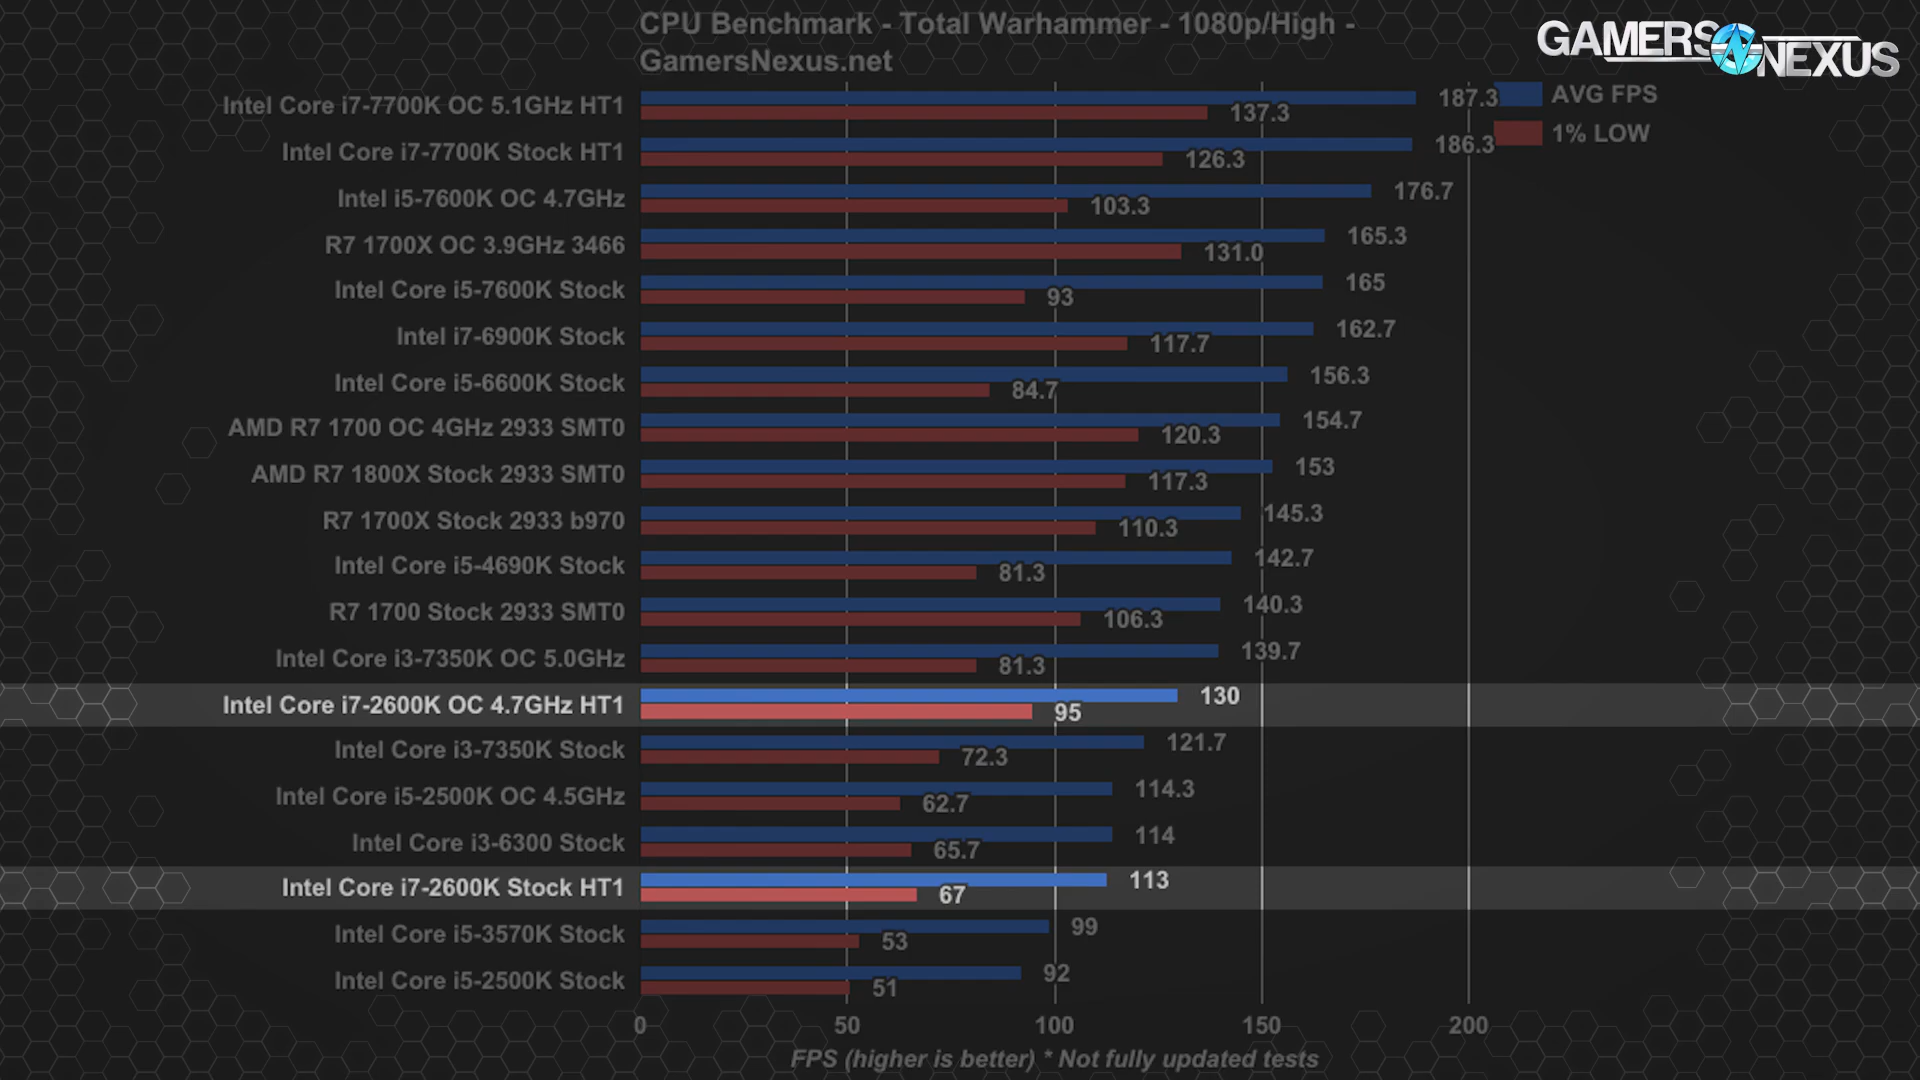 CPU Benchmark - Total Warhammer - 1080p/High -
GamersNexus.net
GAMERS NEXUS
AVG FPS
1% LOW
Intel Core i7-7700K OC 5.1GHz HT1 187.3 137.3
Intel Core i7-7700K Stock HT1 186.3 126.3
Intel i5-7600K OC 4.7GHz 176.7 103.3
R7 1700X OC 3.9GHz 3466 165.3 131.0
Intel Core i5-7600K Stock 165 93
Intel i7-6900K Stock 162.7 117.7
Intel Core i5-6600K Stock 156.3 84.7
AMD R7 1700 OC 4GHz 2933 SMT0 154.7 120.3
AMD R7 1800X Stock 2933 SMT0 153 117.3
R7 1700X Stock 2933 b970 145.3 110.3
Intel Core i5-4690K Stock 142.7 81.3
R7 1700 Stock 2933 SMT0 140.3 106.3
Intel Core i3-7350K OC 5.0GHz 139.7 81.3
Intel Core i7-2600K OC 4.7GHz HT1 130 95
Intel Core i3-7350K Stock 121.7 72.3
Intel Core i5-2500K OC 4.5GHz 114.3 62.7
Intel Core i3-6300 Stock 114 65.7
Intel Core i7-2600K Stock HT1 113 67
Intel Core i5-3570K Stock 99 53
Intel Core i5-2500K Stock 92 51
0 50 100 150 200
FPS (higher is better) * Not fully updated tests